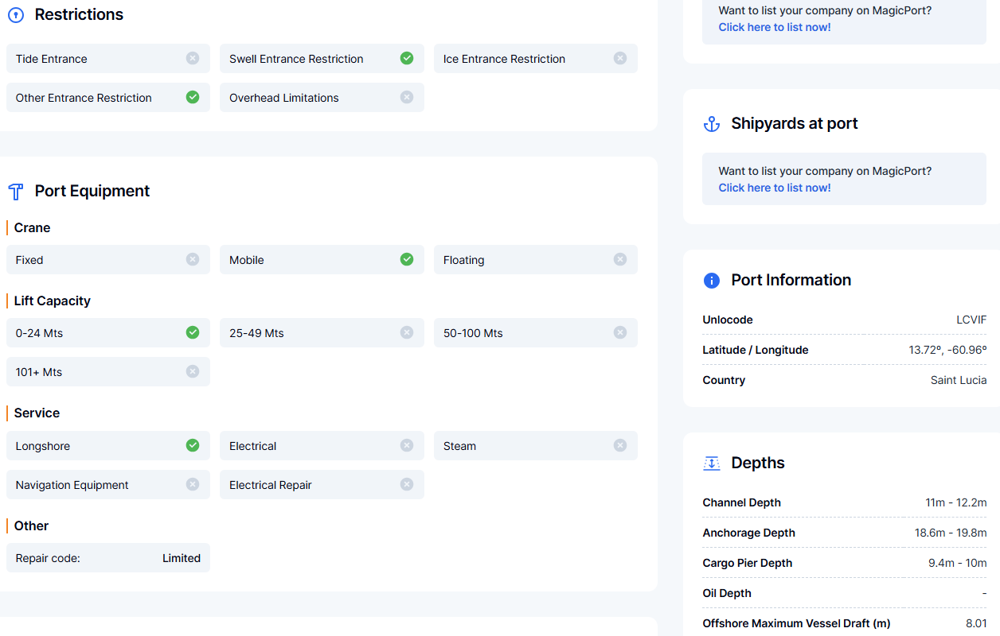 Restrictions
Tide Entrance
Swell Entrance Restriction
Ice Entrance Restriction
Other Entrance Restriction
Overhead Limitations
Port Equipment
Crane
Fixed
Mobile
Floating
Lift Capacity
0-24 Mts
25-49 Mts
50-100 Mts
101+ Mts
Service
Longshore
Electrical
Steam
Navigation Equipment
Electrical Repair
Other
Repair code: Limited
Want to list your company on MagicPort?
Click here to list now!
Shipyards at port
Want to list your company on MagicPort?
Click here to list now!
Port Information
Unlocode LCVIF
Latitude / Longitude 13.72º, -60.96º
Country Saint Lucia
Depths
Channel Depth 11m - 12.2m
Anchorage Depth 18.6m - 19.8m
Cargo Pier Depth 9.4m - 10m
Oil Depth -
Offshore Maximum Vessel Draft (m) 8.01